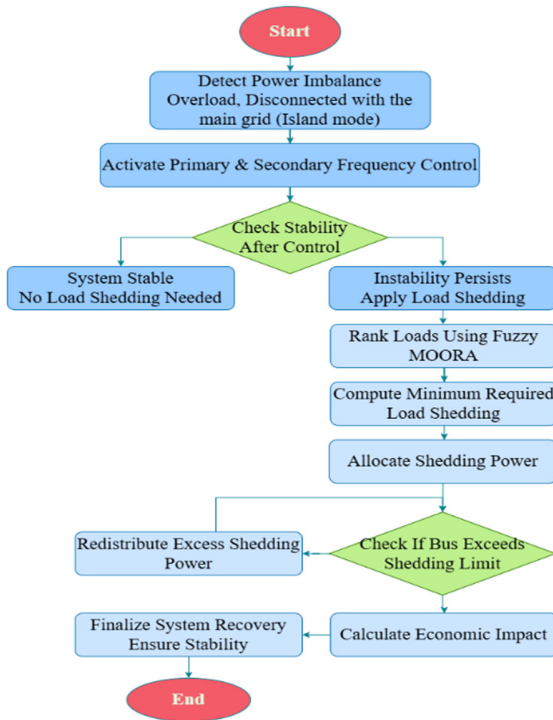 Start
Detect Power Imbalance
Overload, Disconnected with the
main grid (Island mode)
Activate Primary & Secondary Frequency Control
Check Stability
After Control
System Stable
No Load Shedding Needed
Instability Persists
Apply Load Shedding
Rank Loads Using Fuzzy
MOORA
Compute Minimum Required
Load Shedding
Allocate Shedding Power
Check If Bus Exceeds
Shedding Limit
Redistribute Excess Shedding
Power
Calculate Economic Impact
Finalize System Recovery
Ensure Stability
End